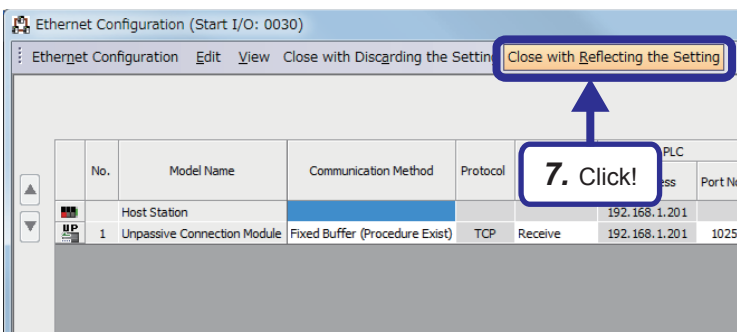 Ethernet Configuration (Start I/O: 0030)
Ethernet Configuration Edit View Close with Discarding the Setting Close with Reflecting the Setting
PLC
No. Model Name Communication Method Protocol Port No
7. Click!
Host Station 192.168.1.201
UP 1 Unpassive Connection Module Fixed Buffer (Procedure Exist) TCP Receive 192.168.1.201 1025